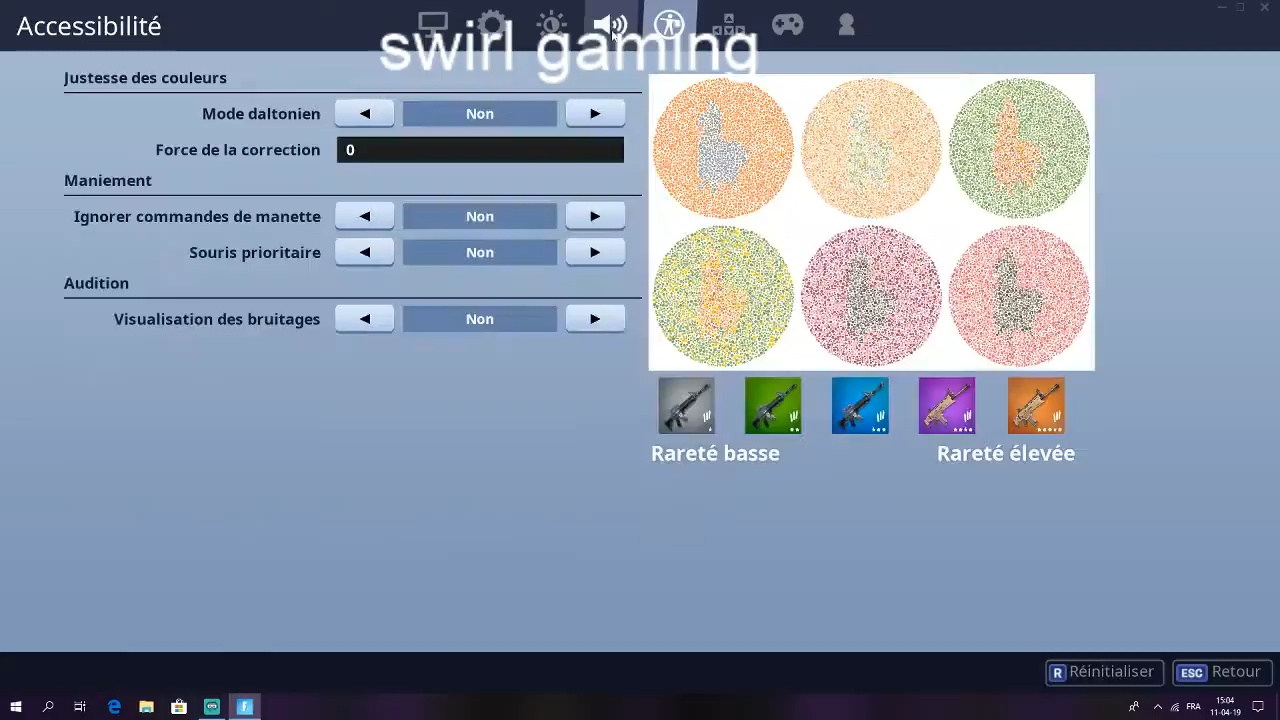 Accessibilité
swirl gaming
Justesse des couleurs
Mode daltonien
Non
Force de la correction
0
Maniement
Ignorer commandes de manette
Non
Souris prioritaire
Non
Audition
Visualisation des bruitages
Non
Rareté basse
Rareté élevée
R Réinitialiser
ESC Retour
FRA
15:04
11-04-19